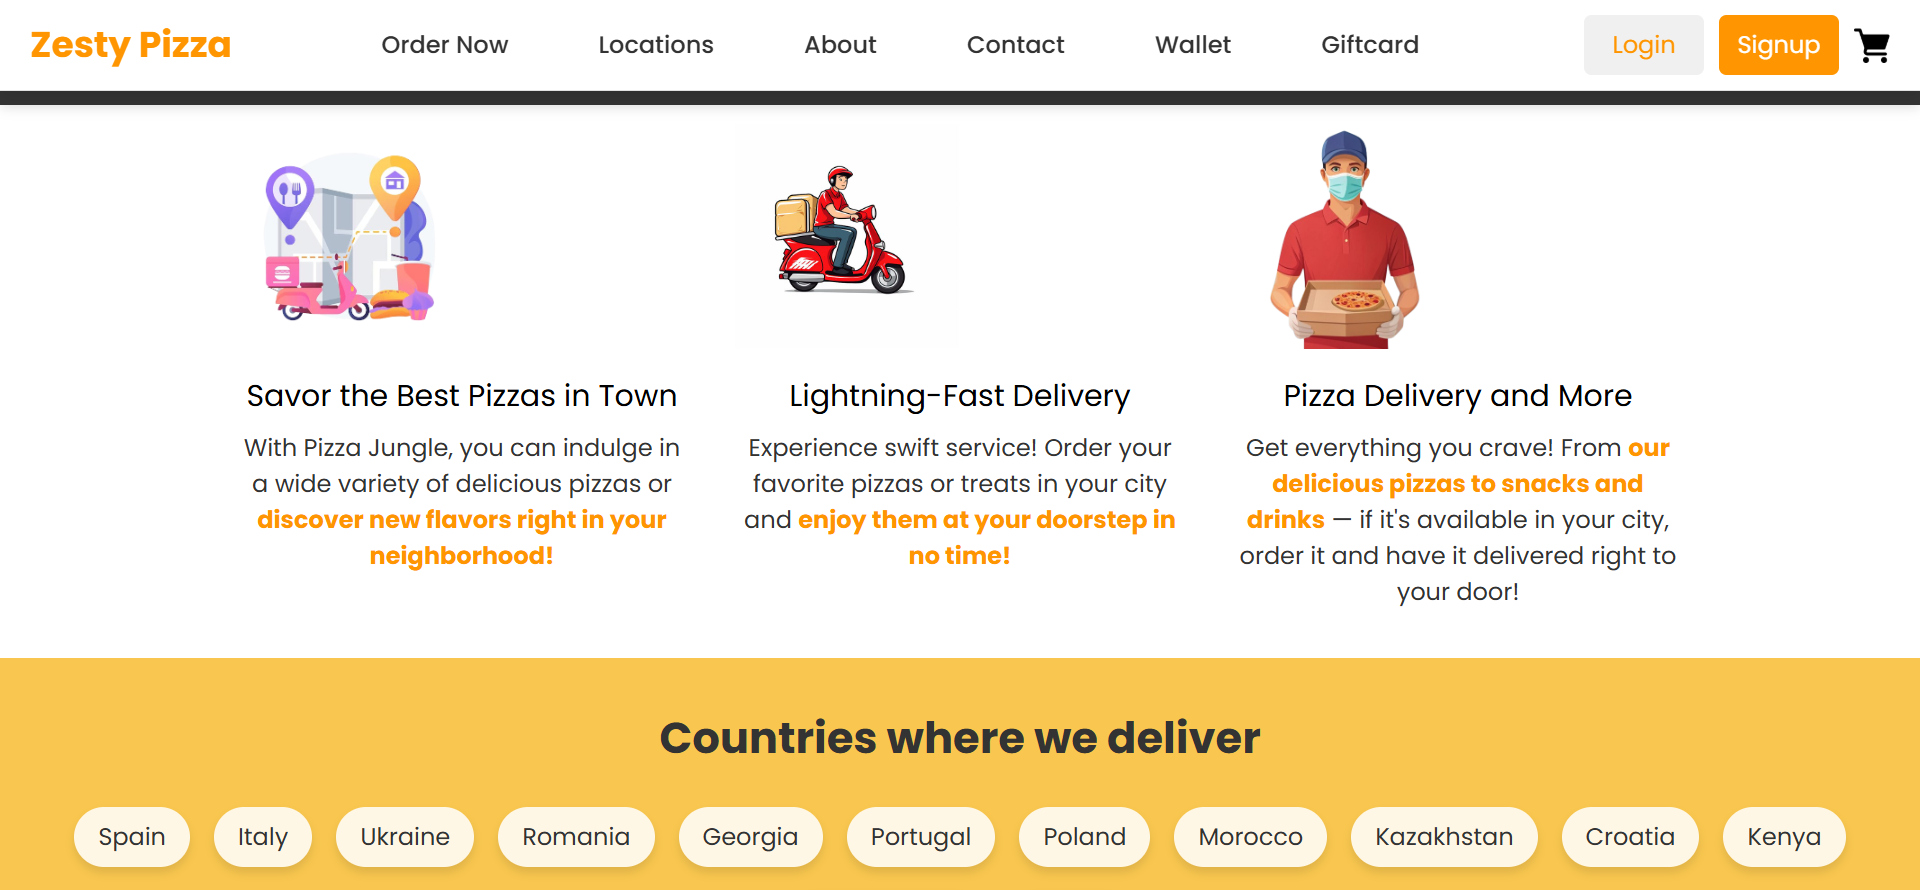 Zesty Pizza Order Now Locations About Contact Wallet Giftcard Login Signup
Savor the Best Pizzas in Town
With Pizza Jungle, you can indulge in
a wide variety of delicious pizzas or
discover new flavors right in your
neighborhood!
Lightning-Fast Delivery
Experience swift service! Order your
favorite pizzas or treats in your city
and enjoy them at your doorstep in
no time!
Pizza Delivery and More
Get everything you crave! From our
delicious pizzas to snacks and
drinks — if it's available in your city,
order it and have it delivered right to
your door!
Countries where we deliver
Spain Italy Ukraine Romania Georgia Portugal Poland Morocco Kazakhstan Croatia Kenya